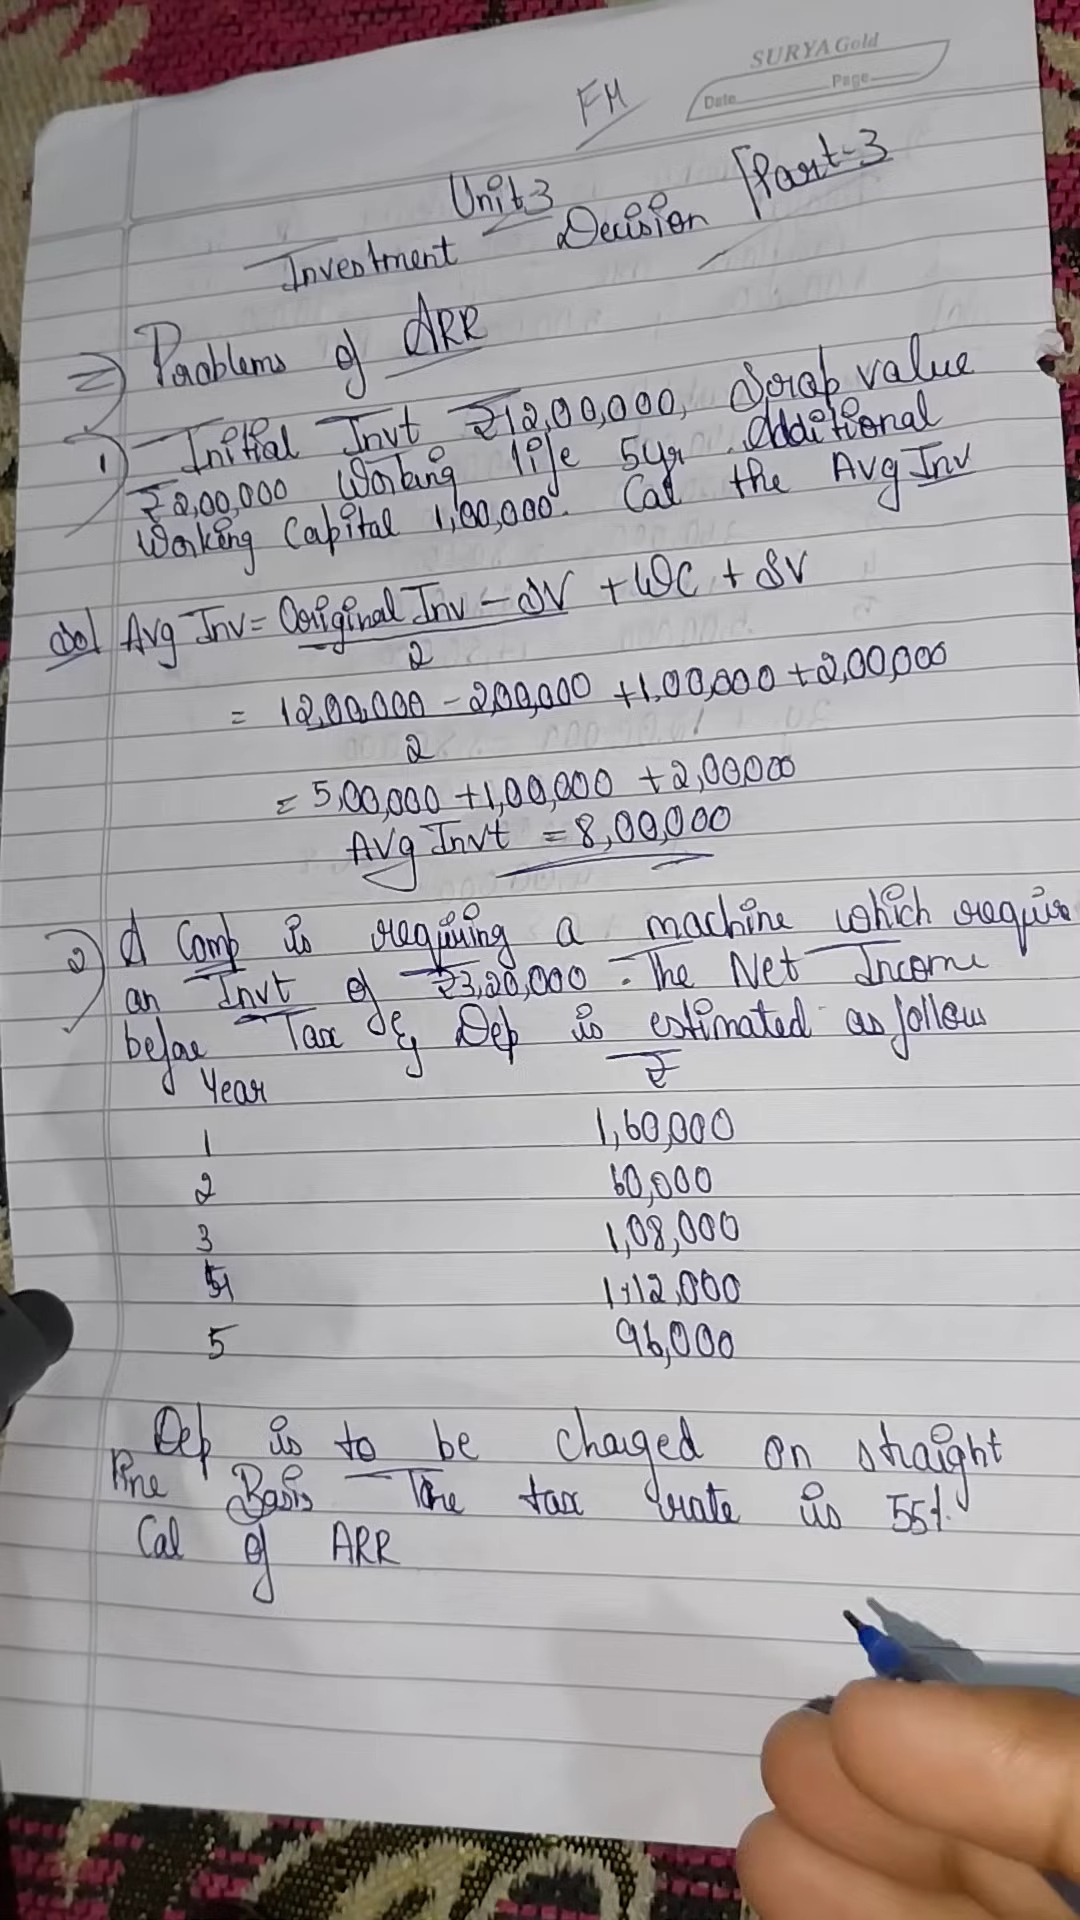 SURYA Gold
Date Page
FM
Unit 3
Investment Decision [Part-3
Problems of ARR
1) Initial Invt ₹12,00,000, Scrap value
₹2,00,000 Working life 5yr Additional
Working Capital 1,00,000. Cal the Avg Inv
Sol Avg Inv = Original Inv - SV + WC + SV
2
= 12,00,000 - 2,00,000 + 1,00,000 + 2,00,000
2
= 5,00,000 + 1,00,000 + 2,00,000
Avg Invt = 8,00,000
2) A Comp is requiring a machine which require
an Invt of ₹3,20,000. The Net Income
before Tax & Dep is estimated as follow
Year ₹
1 1,60,000
2 60,000
3 1,08,000
4 1,12,000
5 96,000
Dep is to be charged on straight
line Basis The tax rate is 55%.
Cal of ARR